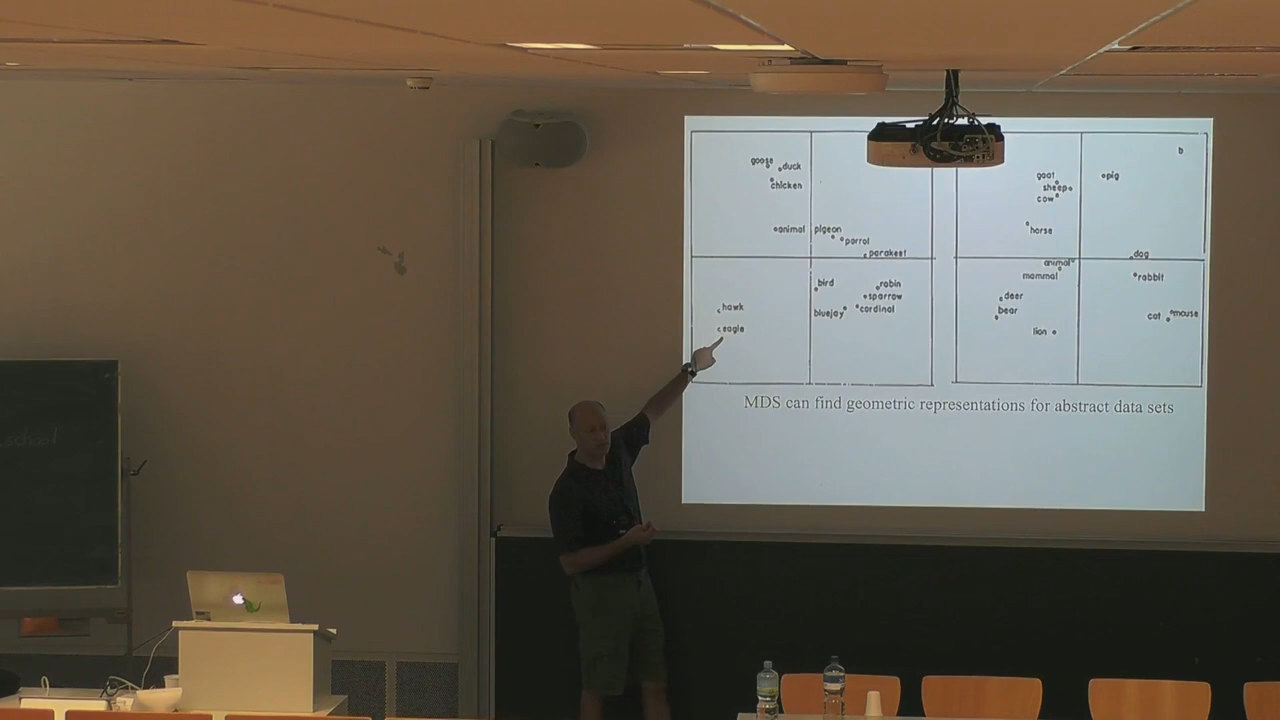 goose
duck
chicken
animal
pigeon
parrot
parakeet
bird
robin
sparrow
bluejay
cardinal
hawk
eagle
b
goat
pig
sheep
cow
horse
dog
animal
mammal
rabbit
deer
bear
cat
mouse
lion
MDS can find geometric representations for abstract data sets
school